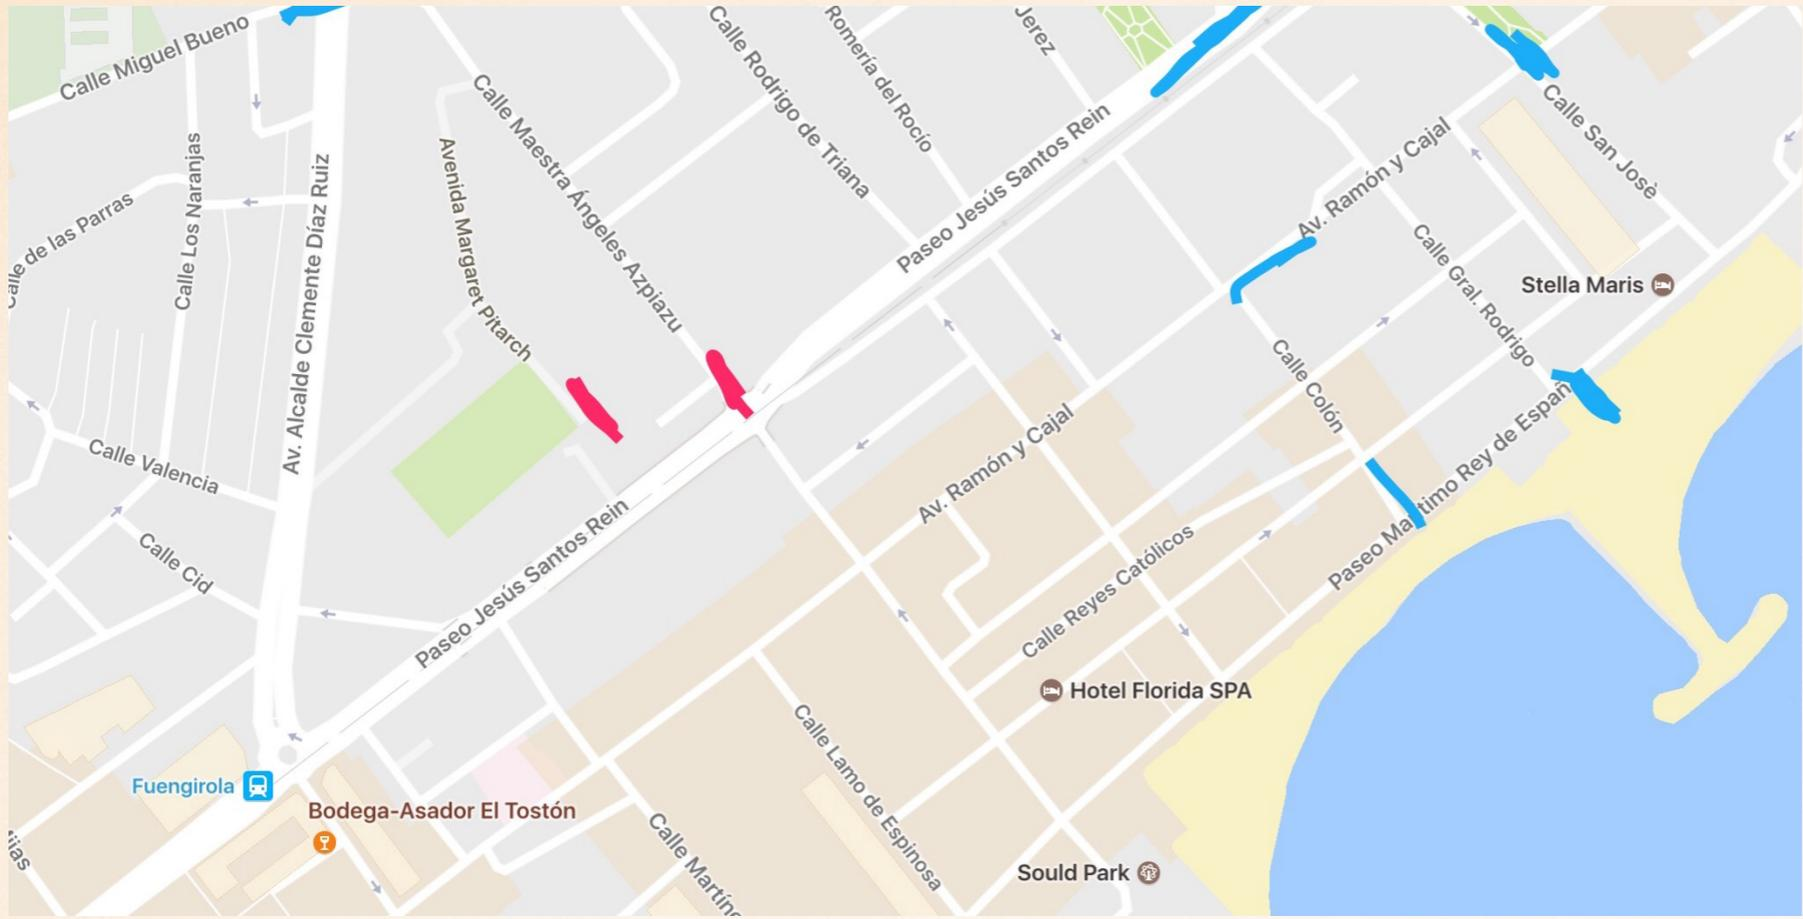 Calle Miguel Bueno
Calle Rodrigo de Triana
Romería del Rocío
Jerez
Calle Maestra Ángeles Azpiazu
Calle San Josè
Paseo Jesús Santos Rein
Av. Ramón y Cajal
Avenida Margaret Pitarch
Calle Los Naranjas
Av. Alcalde Clemente Díaz Ruiz
Calle de las Parras
Calle Gral. Rodrigo
Stella Maris
Calle Colón
Calle Valencia
Av. Ramón y Cajal
Paseo Marítimo Rey de España
Calle Cid
Paseo Jesús Santos Rein
Calle Reyes Católicos
Hotel Florida SPA
Calle Lamo de Espinosa
Fuengirola
Bodega-Asador El Tostón
Calle Martíne
Sould Park